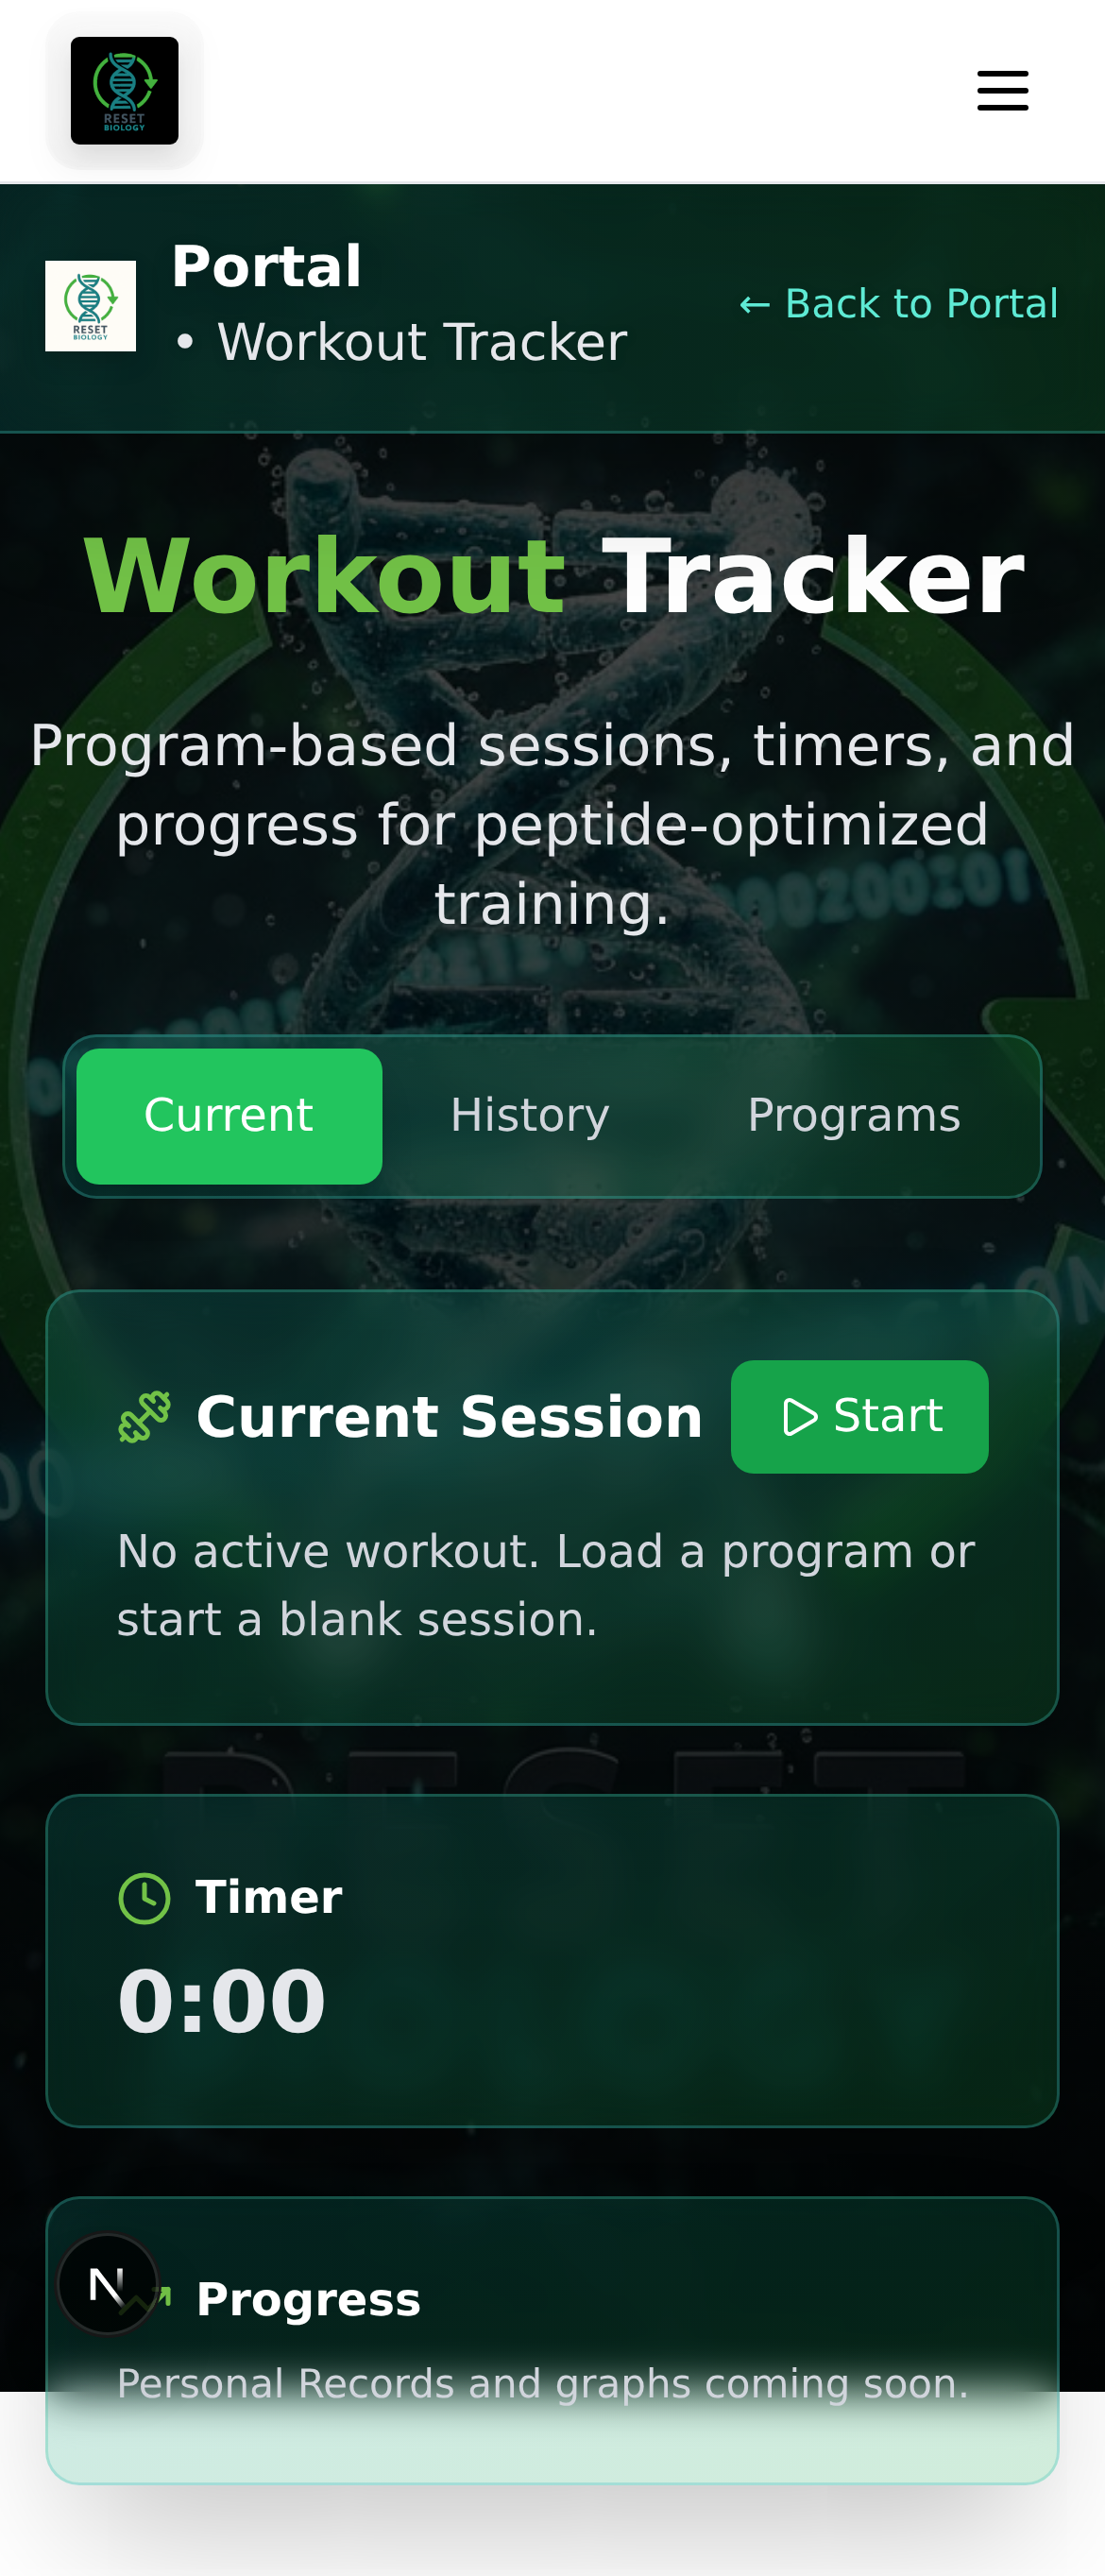 RESET
BIOLOGY
Portal
• Workout Tracker
← Back to Portal
RESET
BIOLOGY
Workout Tracker
Program-based sessions, timers, and
progress for peptide-optimized
training.
Current History Programs
Current Session
Start
No active workout. Load a program or
start a blank session.
RESET
Timer
0:00
N
Progress
Personal Records and graphs coming soon.